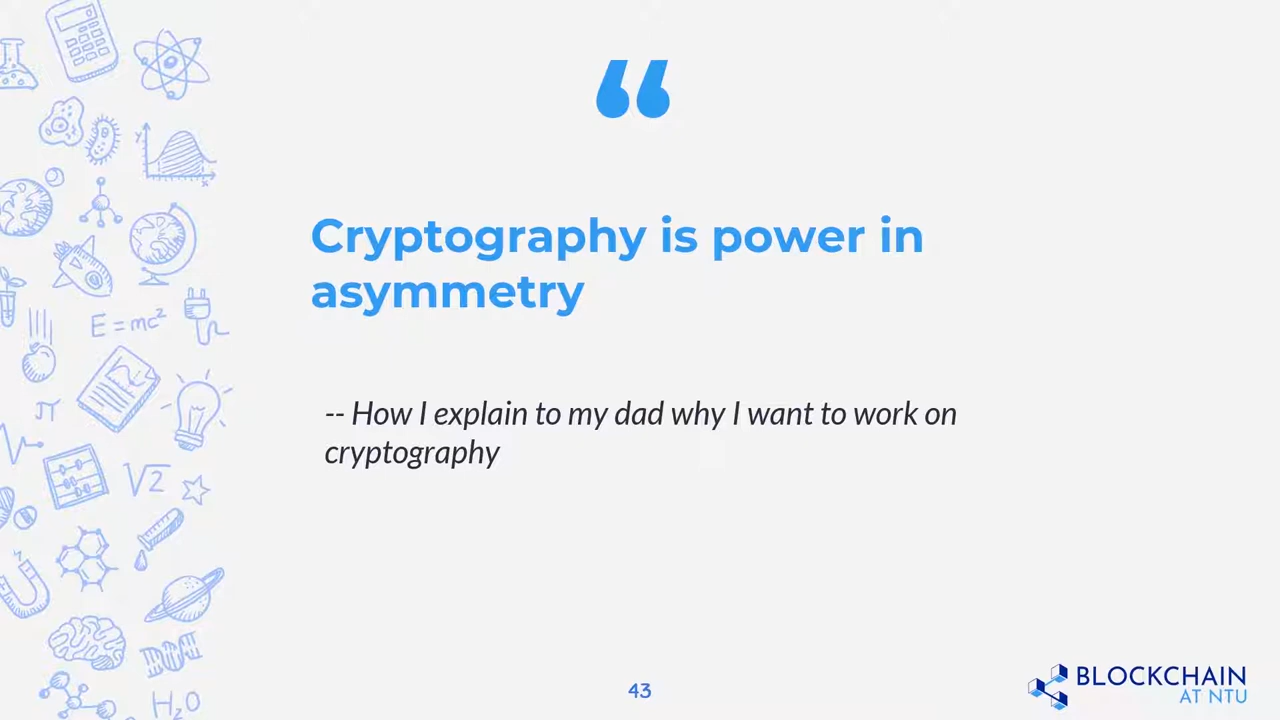 “
Cryptography is power in
asymmetry
-- How I explain to my dad why I want to work on
cryptography
y
x
E = mc²
π
√2
H₂O
43
BLOCKCHAIN
AT NTU